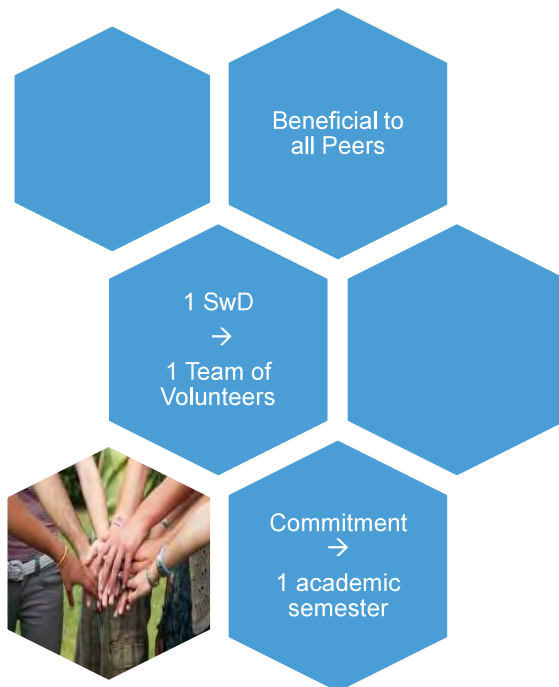 Beneficial to
all Peers
1 SwD
→
1 Team of
Volunteers
Commitment
→
1 academic
semester